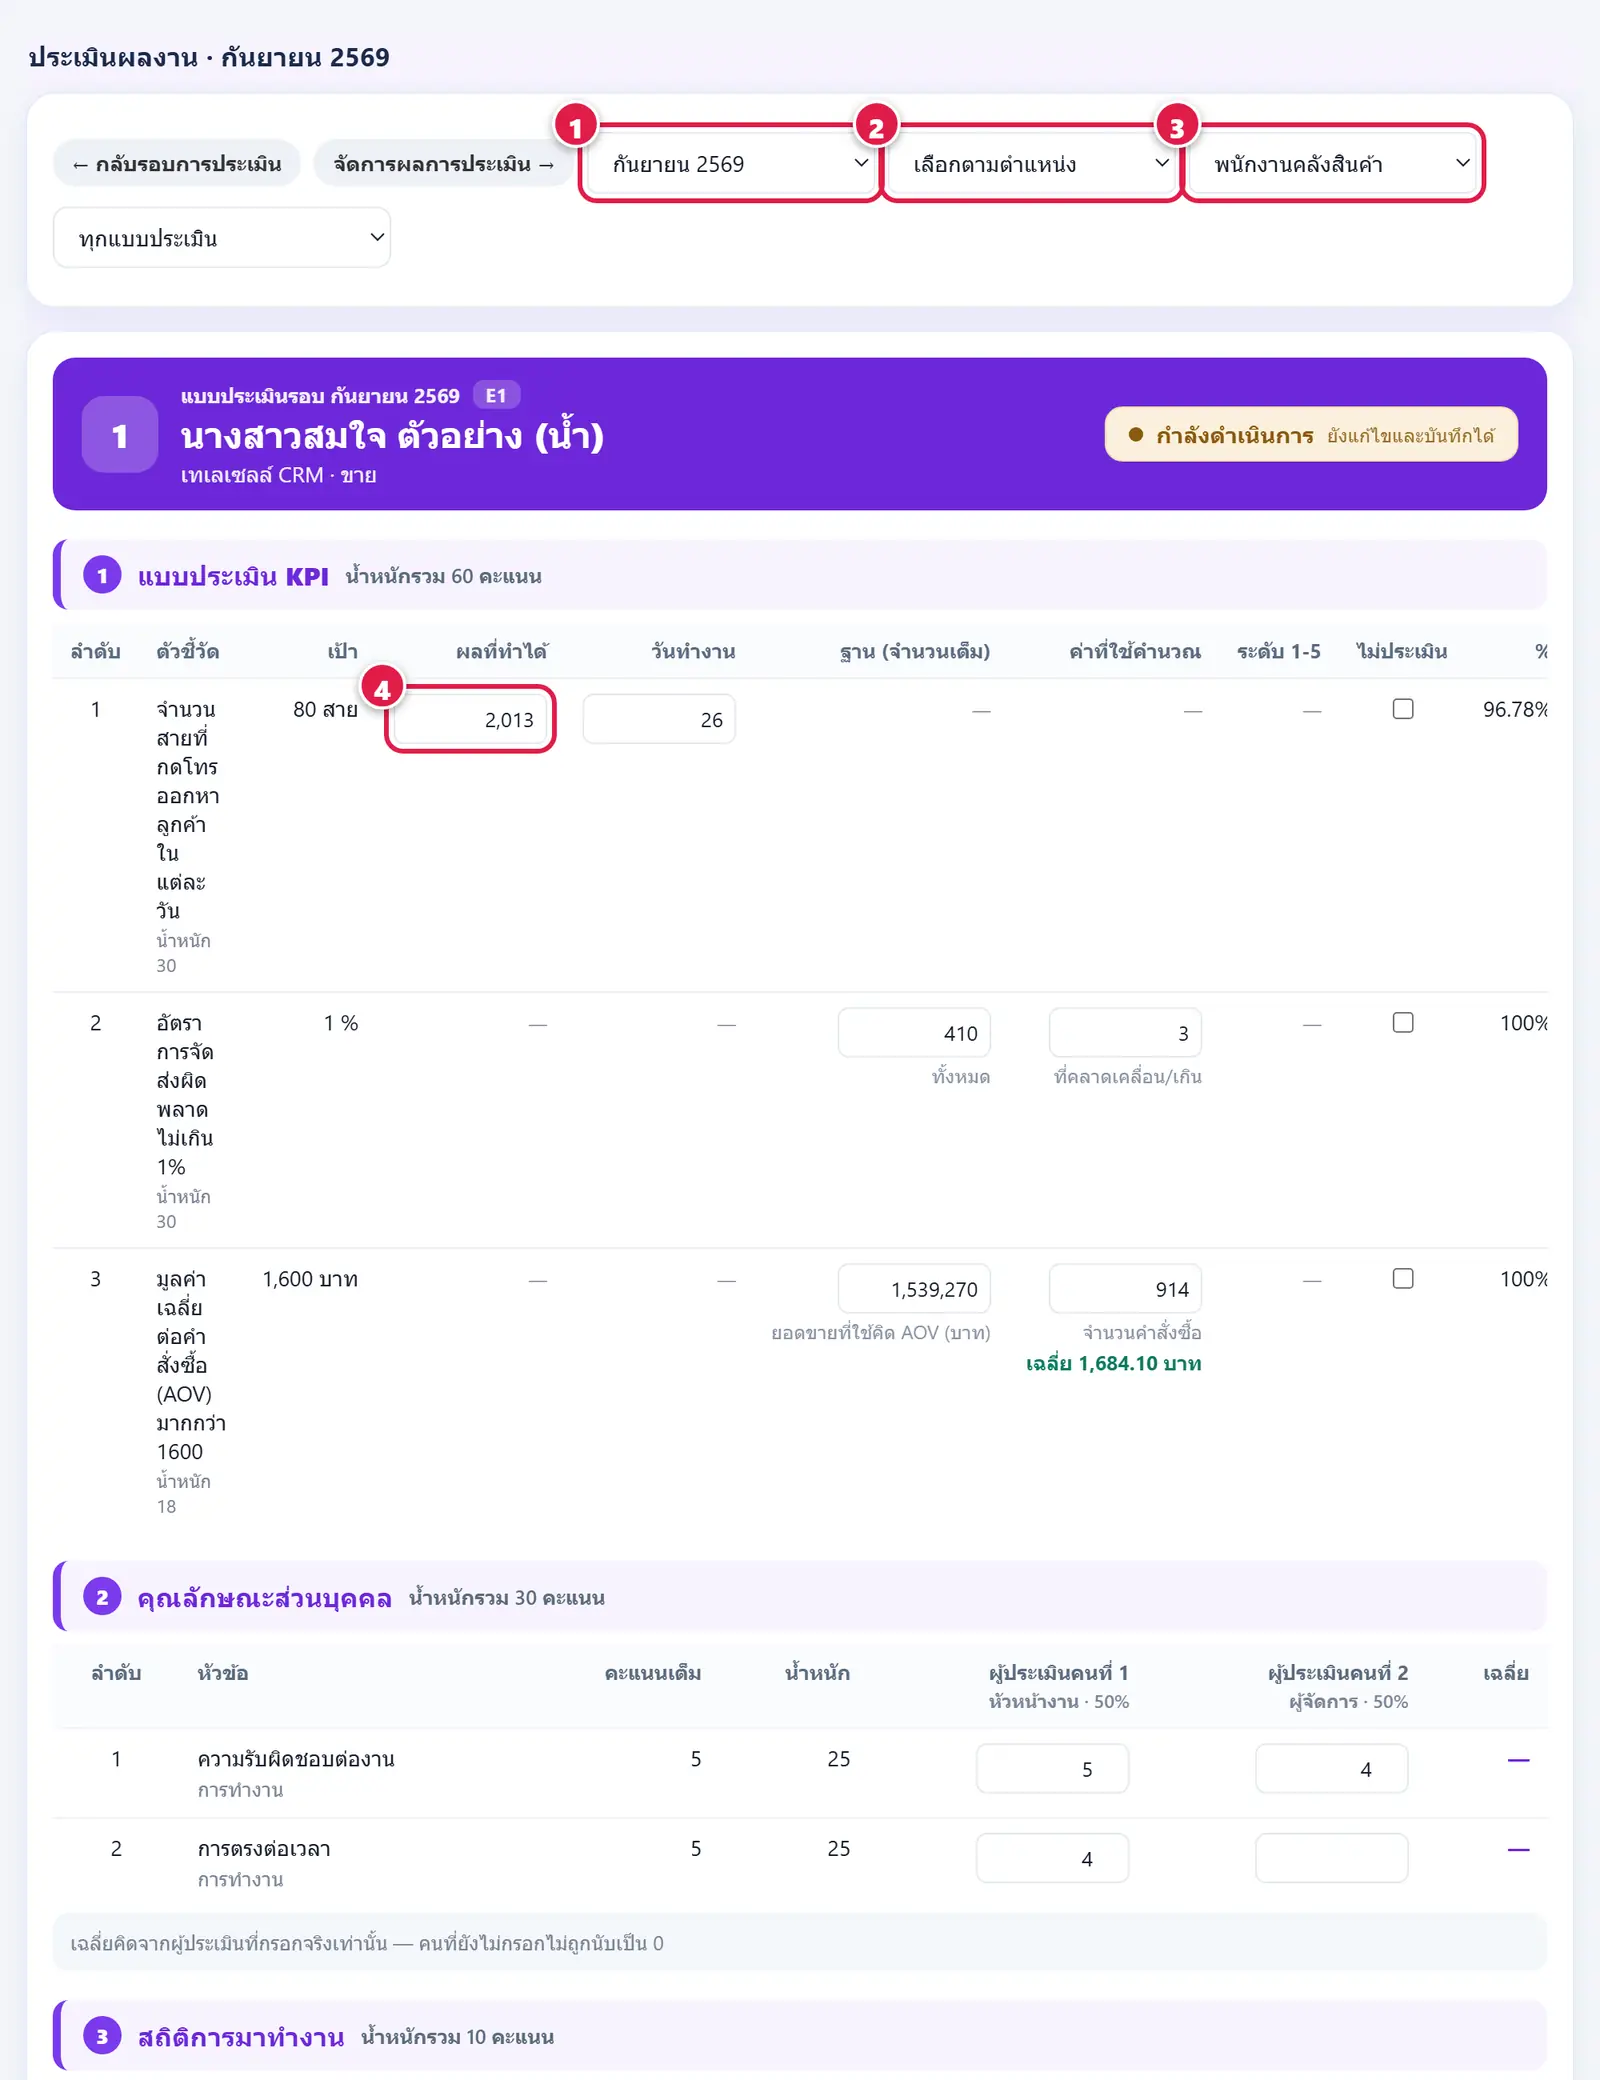 ประเมินผลงาน · กันยายน 2569
1 2 3
← กลับรอบการประเมิน จัดการผลการประเมิน → กันยายน 2569 เลือกตามตำแหน่ง พนักงานคลังสินค้า
ทุกแบบประเมิน
แบบประเมินรอบ กันยายน 2569 E1
1 นางสาวสมใจ ตัวอย่าง (น้ำ)
เทเลเซลล์ CRM · ขาย
กำลังดำเนินการ ยังแก้ไขและบันทึกได้
1 แบบประเมิน KPI น้ำหนักรวม 60 คะแนน
ลำดับ ตัวชี้วัด เป้า ผลที่ทำได้ วันทำงาน ฐาน (จำนวนเต็ม) ค่าที่ใช้คำนวณ ระดับ 1-5 ไม่ประเมิน %
4
1 จำนวน 80 สาย 2,013 26 — — — 96.78%
สายที่
กดโทร
ออกหา
ลูกค้า
ใน
แต่ละ
วัน
น้ำหนัก
30
2 อัตรา 1 % — — 410 3 — 100%
การจัด ทั้งหมด ที่คลาดเคลื่อน/เกิน
ส่งผิด
พลาด
ไม่เกิน
1%
น้ำหนัก
30
3 มูลค่า 1,600 บาท — — 1,539,270 914 — 100%
เฉลี่ย ยอดขายที่ใช้คิด AOV (บาท) จำนวนคำสั่งซื้อ
ต่อคำ เฉลี่ย 1,684.10 บาท
สั่งซื้อ
(AOV)
มากกว่า
1600
น้ำหนัก
18
2 คุณลักษณะส่วนบุคคล น้ำหนักรวม 30 คะแนน
ลำดับ หัวข้อ คะแนนเต็ม น้ำหนัก ผู้ประเมินคนที่ 1 ผู้ประเมินคนที่ 2 เฉลี่ย
หัวหน้างาน · 50% ผู้จัดการ · 50%
1 ความรับผิดชอบต่องาน 5 25 5 4 —
การทำงาน
2 การตรงต่อเวลา 5 25 4 —
การทำงาน
เฉลี่ยคิดจากผู้ประเมินที่กรอกจริงเท่านั้น — คนที่ยังไม่กรอกไม่ถูกนับเป็น 0
3 สถิติการมาทำงาน น้ำหนักรวม 10 คะแนน